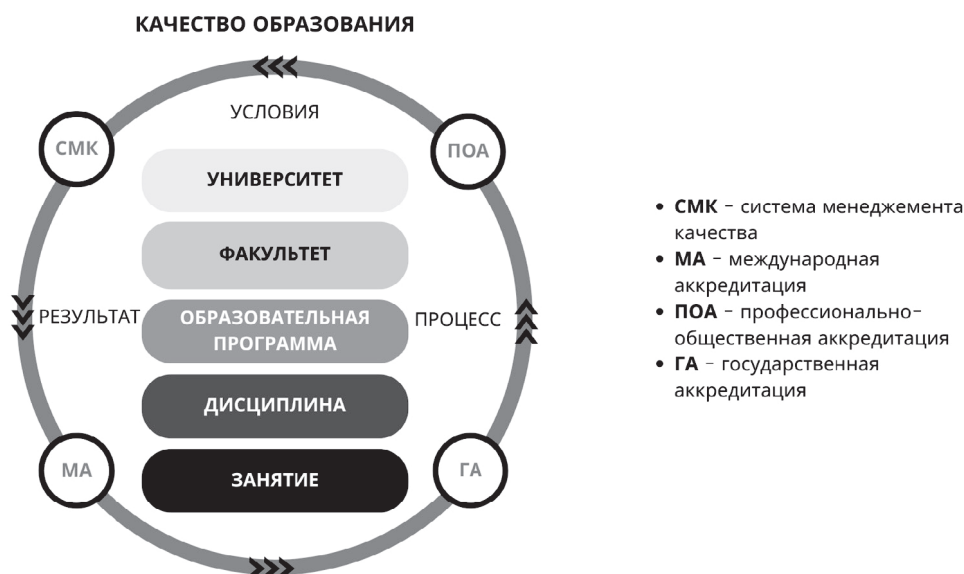 КАЧЕСТВО ОБРАЗОВАНИЯ
УСЛОВИЯ
СМК
ПОА
УНИВЕРСИТЕТ
ФАКУЛЬТЕТ
РЕЗУЛЬТАТ
ОБРАЗОВАТЕЛЬНАЯ
ПРОГРАММА
ПРОЦЕСС
ДИСЦИПЛИНА
МА
ГА
ЗАНЯТИЕ
• СМК – система менеджемента
качества
• МА – международная
аккредитация
• ПОА – профессионально–
общественная аккредитация
• ГА – государственная
аккредитация